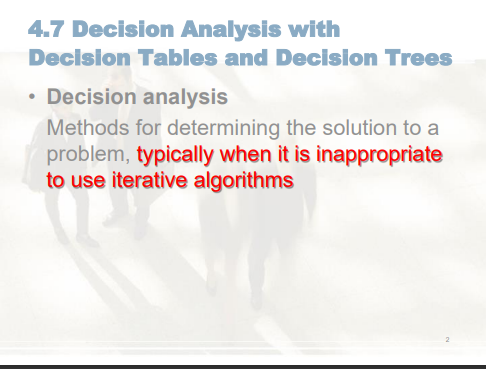 4.7 Decision Analysis with
Decision Tables and Decision Trees
• Decision analysis
Methods for determining the solution to a
problem, typically when it is inappropriate
to use iterative algorithms
2